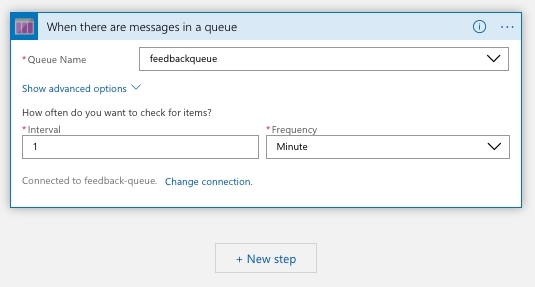 When there are messages in a queue
* Queue Name
feedbackqueue
Show advanced options
How often do you want to check for items?
* Interval
* Frequency
1
Minute
Connected to feedback-queue. Change connection.
+ New step